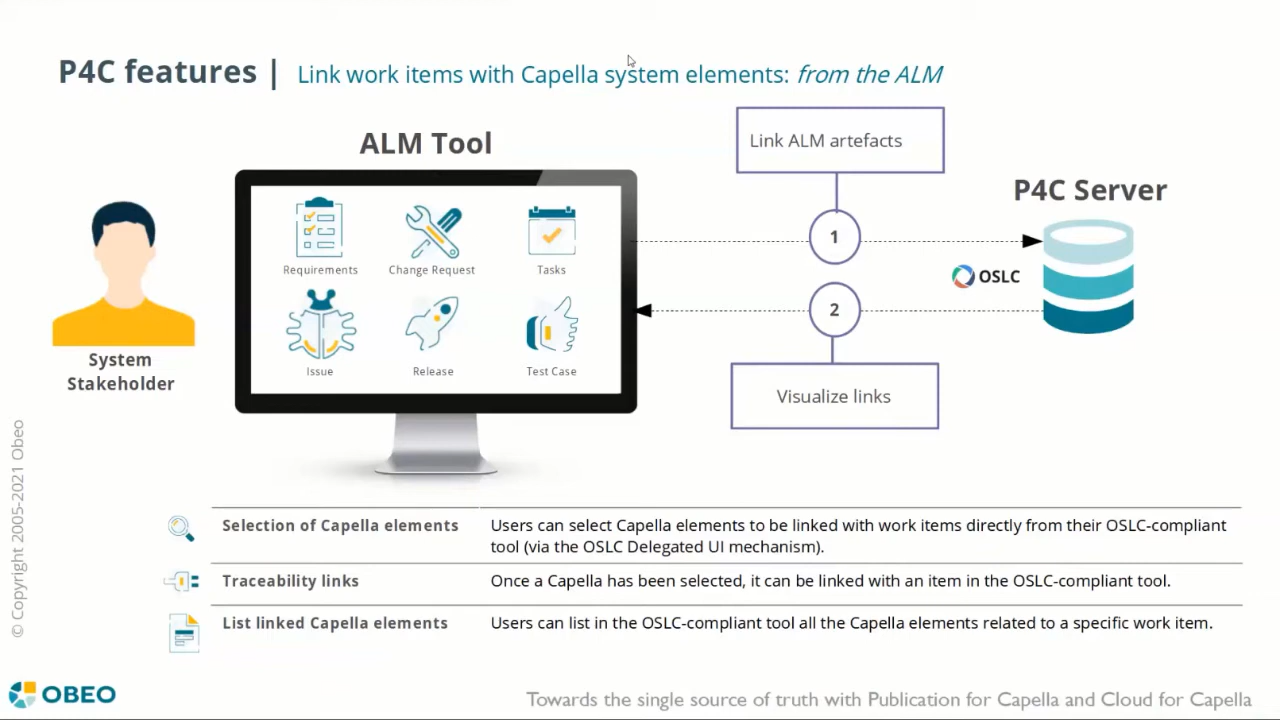 P4C features | Link work items with Capella system elements: from the ALM
ALM Tool
Link ALM artefacts
P4C Server
1
Requirements
Change Request
Tasks
OSLC
2
Issue
Release
Test Case
System
Stakeholder
Visualize links
Selection of Capella elements
Users can select Capella elements to be linked with work items directly from their OSLC-compliant
tool (via the OSLC Delegated UI mechanism).
Traceability links
Once a Capella has been selected, it can be linked with an item in the OSLC-compliant tool.
List linked Capella elements
Users can list in the OSLC-compliant tool all the Capella elements related to a specific work item.
© Copyright 2005-2021 Obeo
OBEO
Towards the single source of truth with Publication for Capella and Cloud for Capella